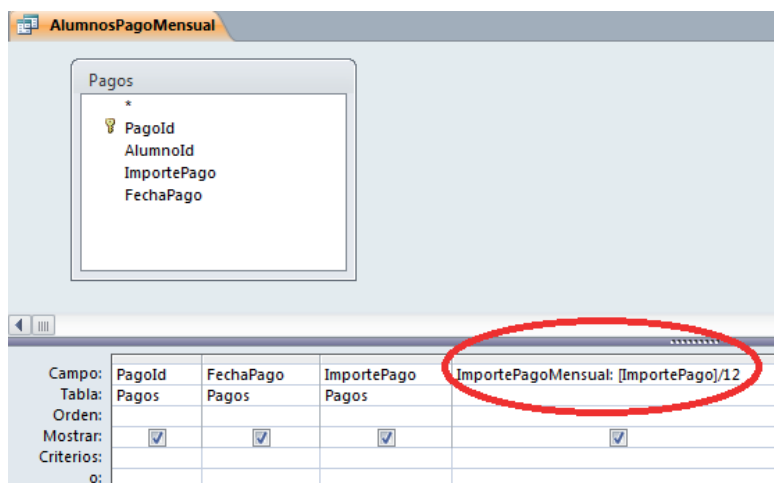 AlumnosPagoMensual
Pagos
*
PagoId
AlumnoId
ImportePago
FechaPago
Campo: PagoId FechaPago ImportePago ImportePagoMensual: [ImportePago]/12
Tabla: Pagos Pagos Pagos
Orden:
Mostrar:
Criterios:
o: